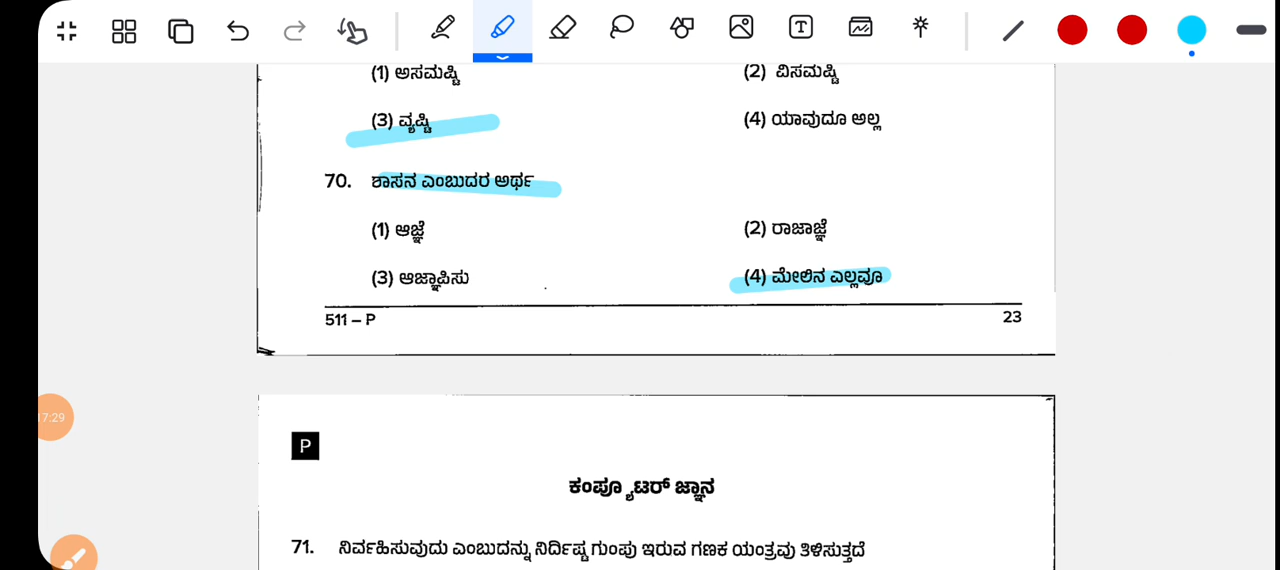 (1) ಅಸಮಷ್ಟಿ
(2) ವಿಸಮಷ್ಟಿ
(3) ವ್ಯಷ್ಟಿ
(4) ಯಾವುದೂ ಅಲ್ಲ
70. ಶಾಸನ ಎಂಬುದರ ಅರ್ಥ
(1) ಆಜ್ಞೆ
(2) ರಾಜಾಜ್ಞೆ
(3) ಆಜ್ಞಾಪಿಸು
(4) ಮೇಲಿನ ಎಲ್ಲವೂ
511 – P
23
17:29
P
ಕಂಪ್ಯೂಟರ್ ಜ್ಞಾನ
71. ನಿರ್ವಹಿಸುವುದು ಎಂಬುದನ್ನು ನಿರ್ದಿಷ್ಟ ಗುಂಪು ಇರುವ ಗಣಕ ಯಂತ್ರವು ತಿಳಿಸುತ್ತದೆ